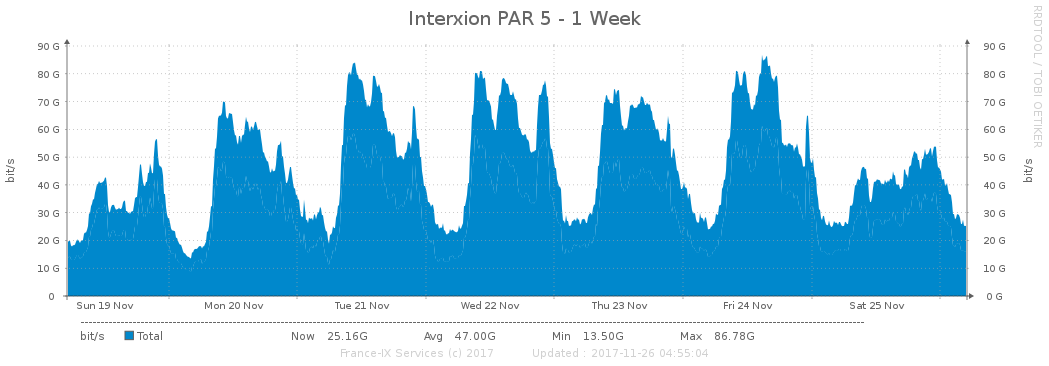 Interxion PAR 5 - 1 Week
RRDTOOL / TOBI OETIKER
bit/s
bit/s
90 G 90 G
80 G 80 G
70 G 70 G
60 G 60 G
50 G 50 G
40 G 40 G
30 G 30 G
20 G 20 G
10 G 10 G
0 0 G
Sun 19 Nov Mon 20 Nov Tue 21 Nov Wed 22 Nov Thu 23 Nov Fri 24 Nov Sat 25 Nov
bit/s Total Now 25.16G Avg 47.00G Min 13.50G Max 86.78G
France-IX Services (c) 2017 Updated : 2017-11-26 04:55:04